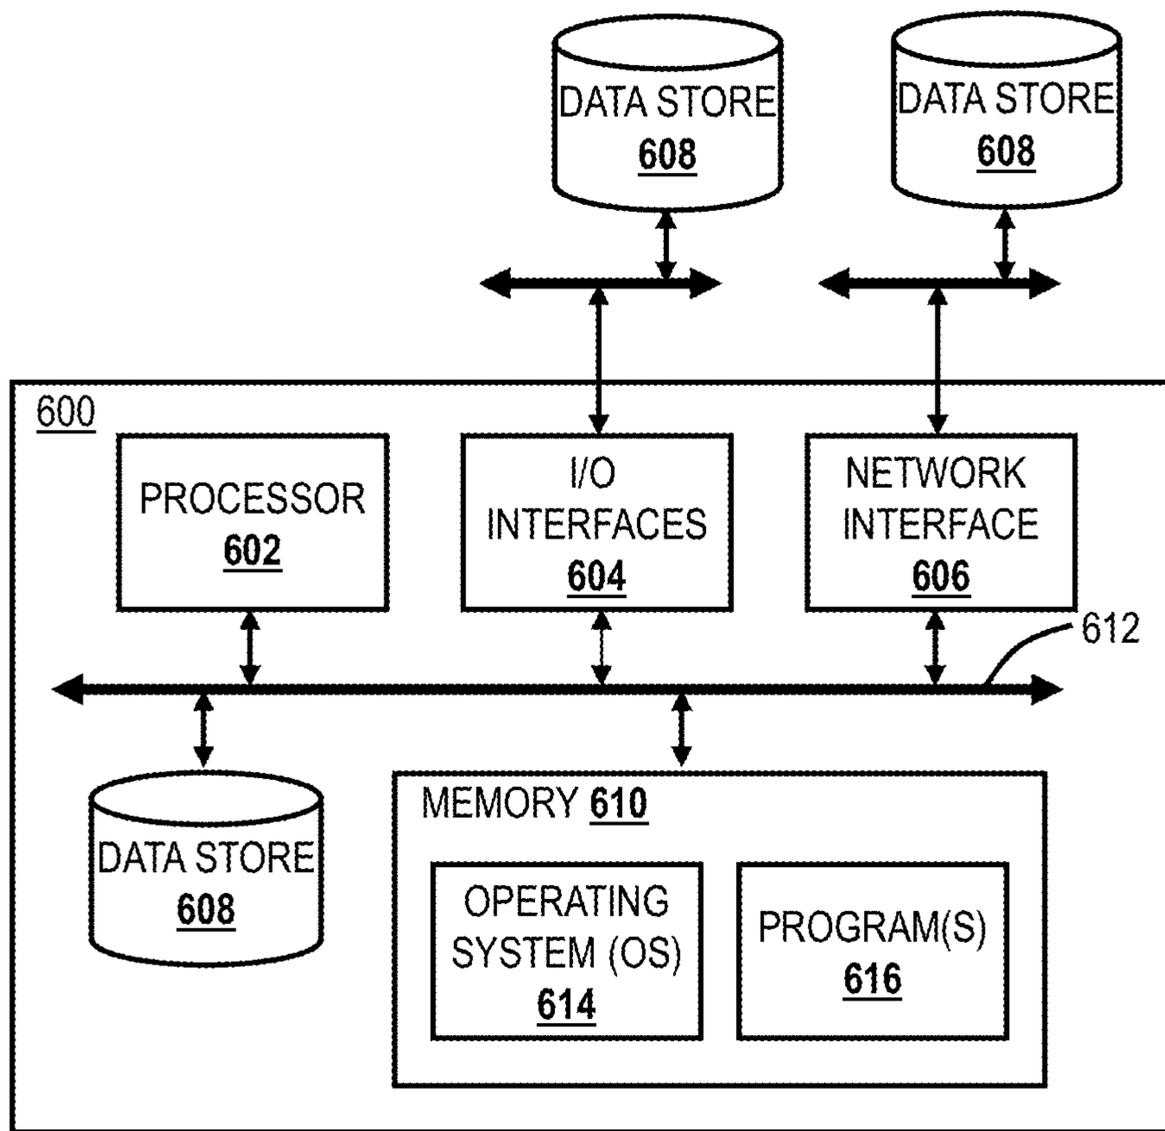 DATA STORE
608
DATA STORE
608
600
PROCESSOR
602
I/O
INTERFACES
604
NETWORK
INTERFACE
606
612
DATA STORE
608
MEMORY 610
OPERATING
SYSTEM (OS)
614
PROGRAM(S)
616